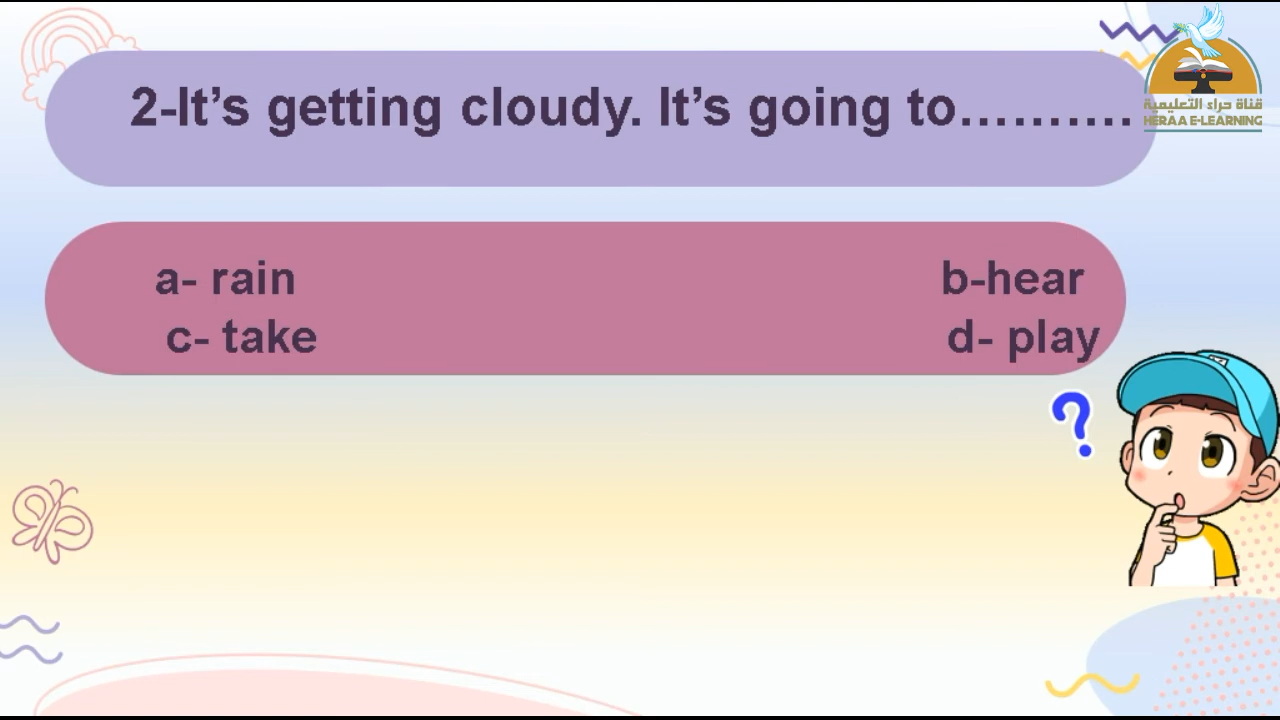 2-It’s getting cloudy. It’s going to..........
a- rain b-hear
c- take d- play
قناة حراء التعليمية
HERAA E-LEARNING